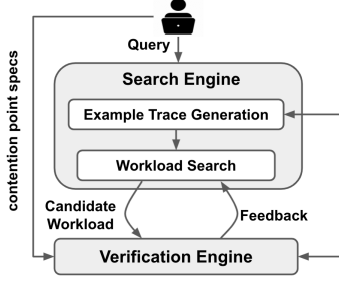 Query
contention point specs
Search Engine
Example Trace Generation
Workload Search
Candidate
Workload
Feedback
Verification Engine